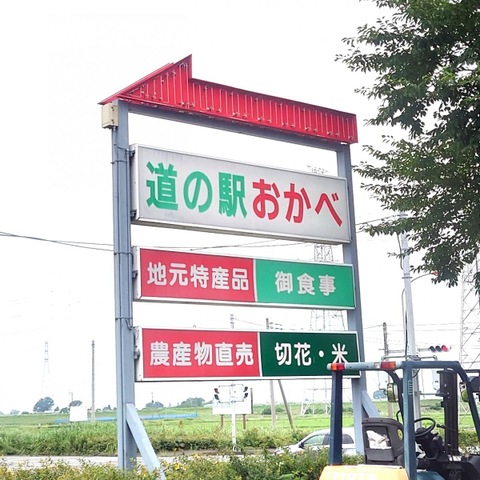 道の駅おかべ
地元特産品 御食事
農産物直売 切花・米